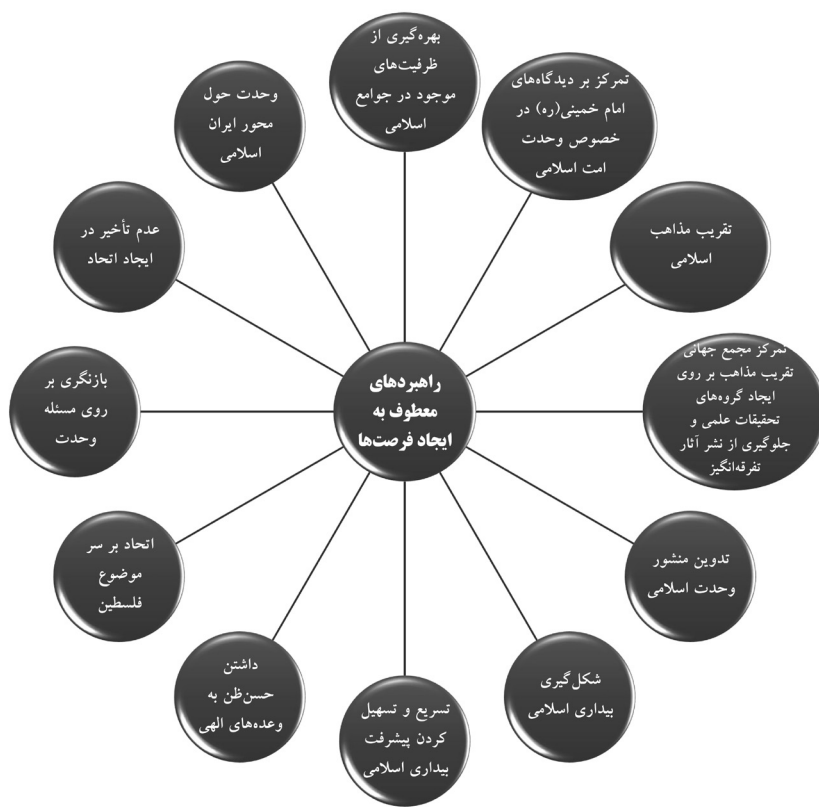 راهبردهای
معطوف به
ایجاد فرصت‌ها
بهره‌گیری از
ظرفیت‌های
موجود در جوامع
اسلامی
تمرکز بر دیدگاه‌های
امام خمینی(ره) در
خصوص وحدت
امت اسلامی
تقریب مذاهب
اسلامی
تمرکز مجمع جهانی
تقریب مذاهب بر روی
ایجاد گروه‌های
تحقیقات علمی و
جلوگیری از نشر آثار
تفرقه‌انگیز
تدوین منشور
وحدت اسلامی
شکل‌گیری
بیداری اسلامی
تسریع و تسهیل
کردن پیشرفت
بیداری اسلامی
داشتن
حسن‌ظن به
وعده‌های الهی
اتحاد بر سر
موضوع
فلسطین
بازنگری بر
روی مسئله
وحدت
عدم تأخیر در
ایجاد اتحاد
وحدت حول
محور ایران
اسلامی